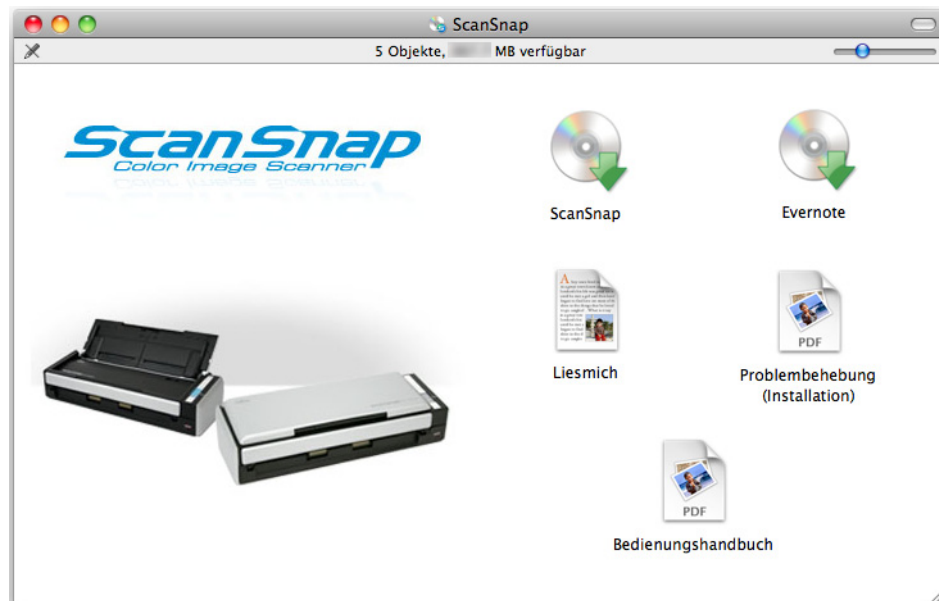 ScanSnap
5 Objekte, MB verfügbar
ScanSnap
Color Image Scanner
ScanSnap
Evernote
Liesmich
PDF
Problembehebung
(Installation)
PDF
Bedienungshandbuch